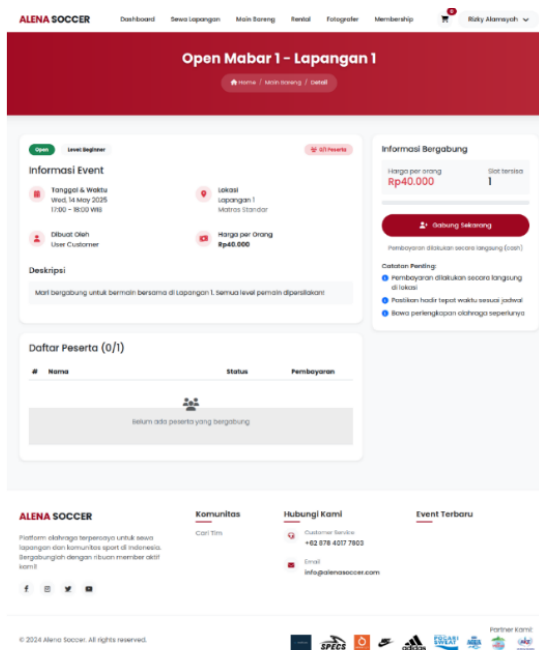 ALENA SOCCER
Dashboard Sewa Lapangan Main Bareng Rental Fotografer Membership 0 Rizky Alamsyah
Open Mabar 1 - Lapangan 1
Home / Main Bareng / Detail
Open Level: Beginner 0/1 Peserta
Informasi Event
Tanggal & Waktu
Wed, 14 May 2025
17:00 - 18:00 WIB
Lokasi
Lapangan 1
Matras Standar
Dibuat Oleh
User Customer
Harga per Orang
Rp40.000
Deskripsi
Mari bergabung untuk bermain bersama di Lapangan 1. Semua level pemain dipersilakan!
Informasi Bergabung
Harga per orang
Rp40.000
Slot tersisa
1
Gabung Sekarang
Pembayaran dilakukan secara langsung (cash)
Catatan Penting:
Pembayaran dilakukan secara langsung
di lokasi
Pastikan hadir tepat waktu sesuai jadwal
Bawa perlengkapan olahraga seperlunya
Daftar Peserta (0/1)
# Nama Status Pembayaran
Belum ada peserta yang bergabung
ALENA SOCCER
Platform olahraga terpercaya untuk sewa
lapangan dan komunitas sport di Indonesia.
Bergabunglah dengan ribuan member aktif
kami!
Komunitas
Cari Tim
Hubungi Kami
Customer Service
+62 878 4017 7803
Email
info@alenasoccer.com
Event Terbaru
© 2024 Alena Soccer. All rights reserved.
Partner Kami:
SPECS
adidas
POCARI
SWEAT